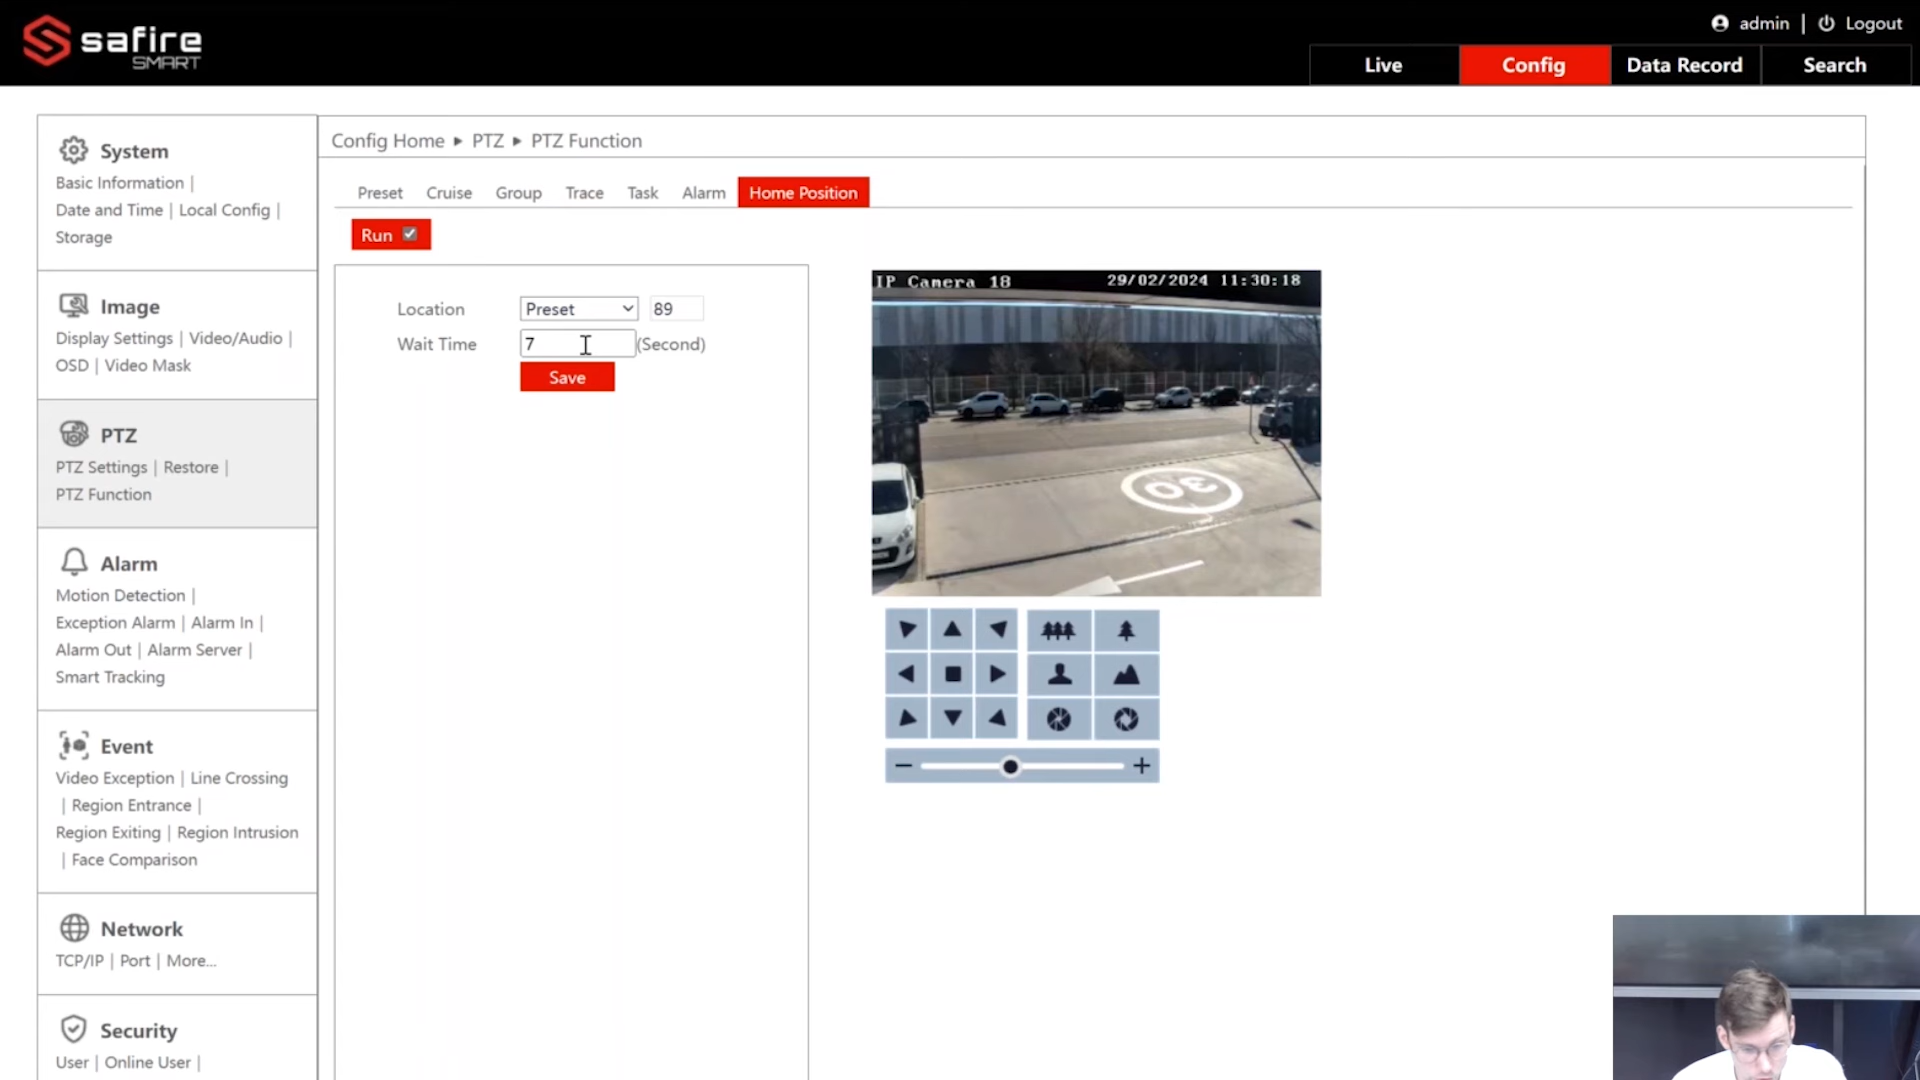 safire
SMART
admin | Logout
Live
Config
Data Record
Search
System
Basic Information |
Date and Time | Local Config |
Storage
Image
Display Settings | Video/Audio |
OSD | Video Mask
PTZ
PTZ Settings | Restore |
PTZ Function
Alarm
Motion Detection |
Exception Alarm | Alarm In |
Alarm Out | Alarm Server |
Smart Tracking
Event
Video Exception | Line Crossing
| Region Entrance |
Region Exiting | Region Intrusion
| Face Comparison
Network
TCP/IP | Port | More...
Security
User | Online User |
Config Home ▸ PTZ ▸ PTZ Function
Preset
Cruise
Group
Trace
Task
Alarm
Home Position
Run
Location
Preset
89
Wait Time
7
(Second)
Save
IP Camera 18
29/02/2024 11:30:18
30